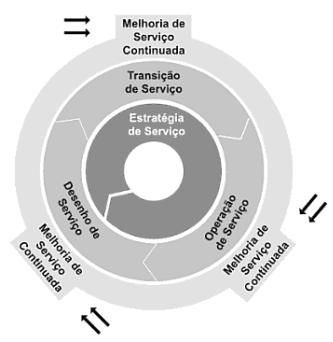 Melhoria de
Serviço
Continuada
Transição
de Serviço
Estratégia
de Serviço
Desenho de
Serviço
Operação
de Serviço
Melhoria de
Serviço
Continuada
Melhoria de
Serviço
Continuada